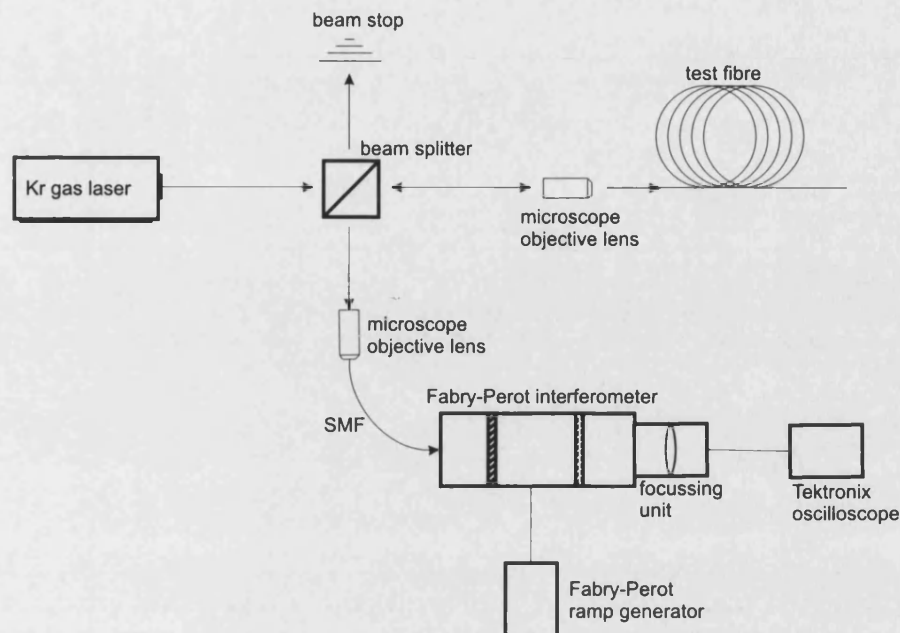 beam stop
test fibre
beam splitter
Kr gas laser
microscope
objective lens
microscope
objective lens
Fabry-Perot interferometer
SMF
focussing
unit
Tektronix
oscilloscope
Fabry-Perot
ramp generator